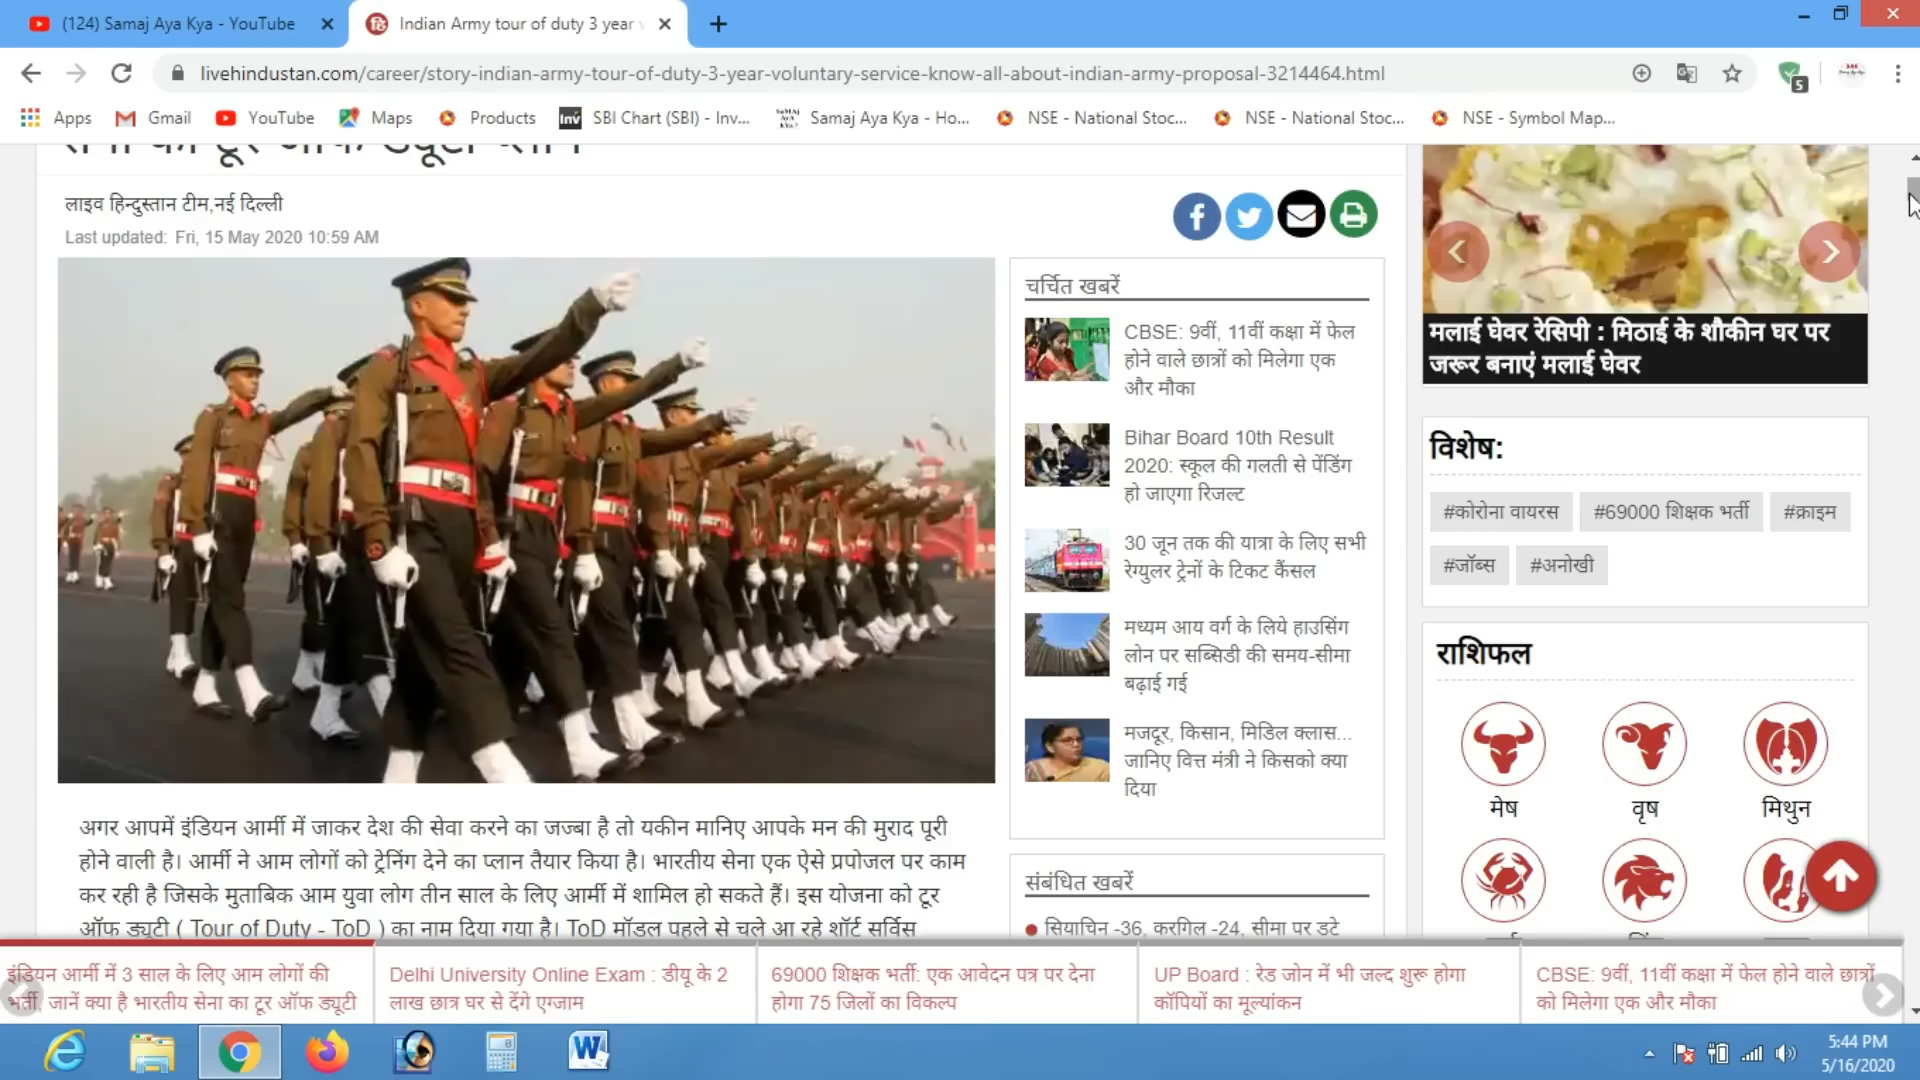 (124) Samaj Aya Kya - YouTube
Indian Army tour of duty 3 year
livehindustan.com/career/story-indian-army-tour-of-duty-3-year-voluntary-service-know-all-about-indian-army-proposal-3214464.html
5
Apps
Gmail
YouTube
Maps
Products
Inv
SBI Chart (SBI) - Inv...
Samaj Aya Kya - Ho...
NSE - National Stoc...
NSE - National Stoc...
NSE - Symbol Map...
लाइव हिन्दुस्तान टीम,नई दिल्ली
Last updated: Fri, 15 May 2020 10:59 AM
अगर आपमें इंडियन आर्मी में जाकर देश की सेवा करने का जज्बा है तो यकीन मानिए आपके मन की मुराद पूरी
होने वाली है। आर्मी ने आम लोगों को ट्रेनिंग देने का प्लान तैयार किया है। भारतीय सेना एक ऐसे प्रपोजल पर काम
कर रही है जिसके मुताबिक आम युवा लोग तीन साल के लिए आर्मी में शामिल हो सकते हैं। इस योजना को टूर
ऑफ ड्यूटी ( Tour of Duty - ToD ) का नाम दिया गया है। ToD मॉडल पहले से चले आ रहे शॉर्ट सर्विस
चर्चित खबरें
CBSE: 9वीं, 11वीं कक्षा में फेल
होने वाले छात्रों को मिलेगा एक
और मौका
Bihar Board 10th Result
2020: स्कूल की गलती से पेंडिंग
हो जाएगा रिजल्ट
30 जून तक की यात्रा के लिए सभी
रेग्युलर ट्रेनों के टिकट कैंसल
मध्यम आय वर्ग के लिये हाउसिंग
लोन पर सब्सिडी की समय-सीमा
बढ़ाई गई
मजदूर, किसान, मिडिल क्लास...
जानिए वित्त मंत्री ने किसको क्या
दिया
संबंधित खबरें
सियाचिन -36, करगिल -24, सीमा पर डटे
मलाई घेवर रेसिपी : मिठाई के शौकीन घर पर
जरूर बनाएं मलाई घेवर
विशेष:
#कोरोना वायरस
#69000 शिक्षक भर्ती
#क्राइम
#जॉब्स
#अनोखी
राशिफल
मेष
वृष
मिथुन
इंडियन आर्मी में 3 साल के लिए आम लोगों की
भर्ती, जानें क्या है भारतीय सेना का टूर ऑफ ड्यूटी
Delhi University Online Exam : डीयू के 2
लाख छात्र घर से देंगे एग्जाम
69000 शिक्षक भर्ती: एक आवेदन पत्र पर देना
होगा 75 जिलों का विकल्प
UP Board : रेड जोन में भी जल्द शुरू होगा
कॉपियों का मूल्यांकन
CBSE: 9वीं, 11वीं कक्षा में फेल होने वाले छात्रों
को मिलेगा एक और मौका
5:44 PM
5/16/2020